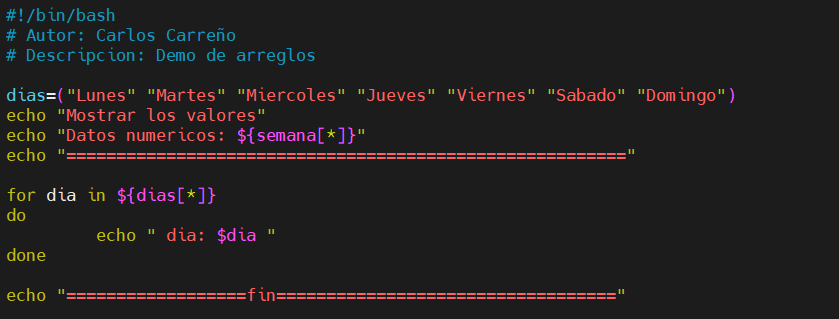 #!/bin/bash
# Autor: Carlos Carreño
# Descripcion: Demo de arreglos
dias=("Lunes" "Martes" "Miercoles" "Jueves" "Viernes" "Sabado" "Domingo")
echo "Mostrar los valores"
echo "Datos numericos: ${semana[*]}"
echo "========================================================"
for dia in ${dias[*]}
do
echo " dia: $dia "
done
echo "==================fin=================================="